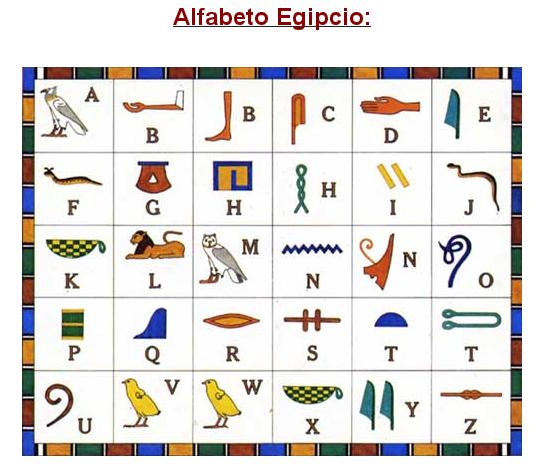 Alfabeto Egipcio:
A B B C D E
F G H H I J
K L M N N O
P Q R S T T
U V W X Y Z